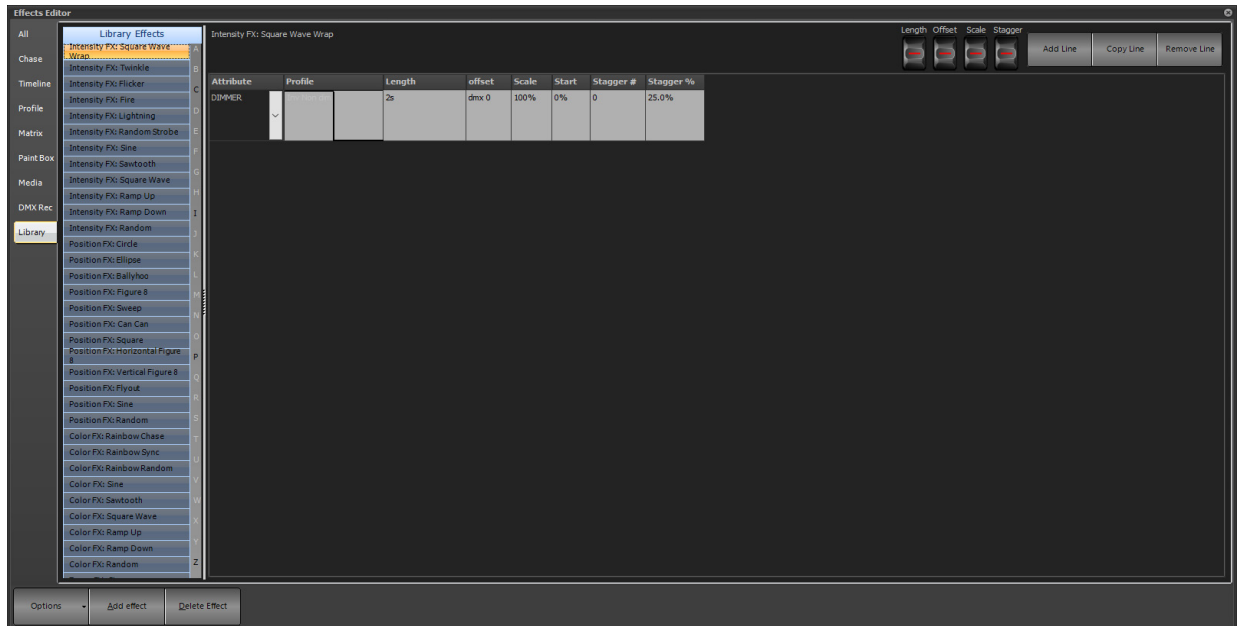 Effects Editor
All
Chase
Timeline
Profile
Matrix
Paint Box
Media
DMX Rec
Library
Library Effects
Intensity FX: Square Wave
Wrap
Intensity FX: Twinkle
Intensity FX: Flicker
Intensity FX: Fire
Intensity FX: Lightning
Intensity FX: Random Strobe
Intensity FX: Sine
Intensity FX: Sawtooth
Intensity FX: Square Wave
Intensity FX: Ramp Up
Intensity FX: Ramp Down
Intensity FX: Random
Position FX: Circle
Position FX: Ellipse
Position FX: Ballyhoo
Position FX: Figure 8
Position FX: Sweep
Position FX: Can Can
Position FX: Square
Position FX: Horizontal Figure
8
Position FX: Vertical Figure 8
Position FX: Flyout
Position FX: Sine
Position FX: Random
Color FX: Rainbow Chase
Color FX: Rainbow Sync
Color FX: Rainbow Random
Color FX: Sine
Color FX: Sawtooth
Color FX: Square Wave
Color FX: Ramp Up
Color FX: Ramp Down
Color FX: Random
A
B
C
D
E
F
G
H
I
J
K
L
M
N
O
P
Q
R
S
T
U
V
W
X
Y
Z
Intensity FX: Square Wave Wrap
Length Offset Scale Stagger
Add Line Copy Line Remove Line
Attribute Profile Length offset Scale Start Stagger # Stagger %
DIMMER 2s dmx 0 100% 0% 0 25.0%
Options Add effect Delete Effect